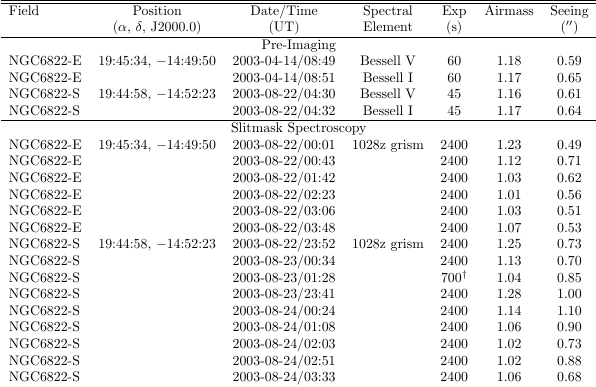 Field Position Date/Time Spectral Exp Airmass Seeing
(α, δ, J2000.0) (UT) Element (s) (″)
Pre-Imaging
NGC6822-E 19:45:34, −14:49:50 2003-04-14/08:49 Bessell V 60 1.18 0.59
NGC6822-E 2003-04-14/08:51 Bessell I 60 1.17 0.65
NGC6822-S 19:44:58, −14:52:23 2003-08-22/04:30 Bessell V 45 1.16 0.61
NGC6822-S 2003-08-22/04:32 Bessell I 45 1.17 0.64
Slitmask Spectroscopy
NGC6822-E 19:45:34, −14:49:50 2003-08-22/00:01 1028z grism 2400 1.23 0.49
NGC6822-E 2003-08-22/00:43 2400 1.12 0.71
NGC6822-E 2003-08-22/01:42 2400 1.03 0.62
NGC6822-E 2003-08-22/02:23 2400 1.01 0.56
NGC6822-E 2003-08-22/03:06 2400 1.03 0.51
NGC6822-E 2003-08-22/03:48 2400 1.07 0.53
NGC6822-S 19:44:58, −14:52:23 2003-08-22/23:52 1028z grism 2400 1.25 0.73
NGC6822-S 2003-08-23/00:34 2400 1.13 0.70
NGC6822-S 2003-08-23/01:28 700† 1.04 0.85
NGC6822-S 2003-08-23/23:41 2400 1.28 1.00
NGC6822-S 2003-08-24/00:24 2400 1.14 1.10
NGC6822-S 2003-08-24/01:08 2400 1.06 0.90
NGC6822-S 2003-08-24/02:03 2400 1.02 0.73
NGC6822-S 2003-08-24/02:51 2400 1.02 0.88
NGC6822-S 2003-08-24/03:33 2400 1.06 0.68